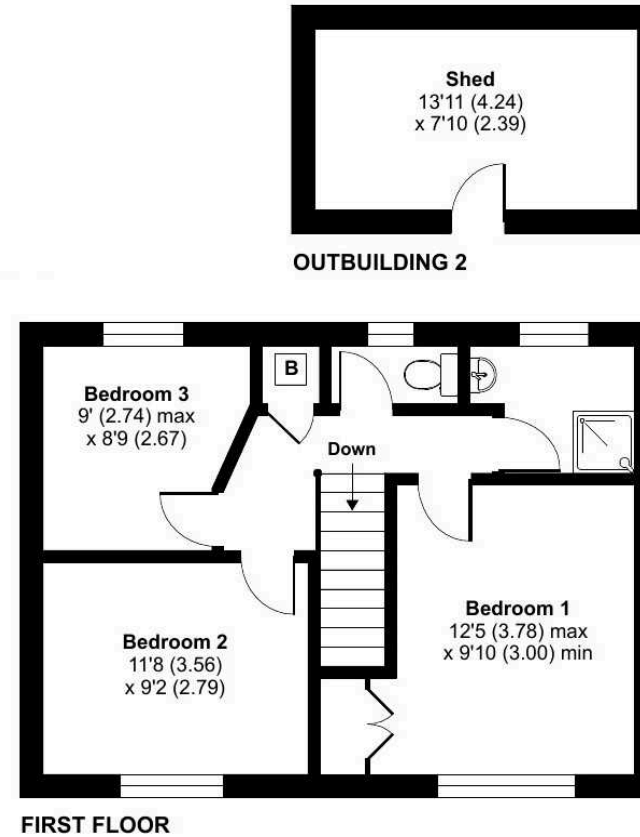 Shed
13'11 (4.24)
x 7'10 (2.39)
OUTBUILDING 2
B
Bedroom 3
9' (2.74) max
x 8'9 (2.67)
Down
Bedroom 1
12'5 (3.78) max
x 9'10 (3.00) min
Bedroom 2
11'8 (3.56)
x 9'2 (2.79)
FIRST FLOOR